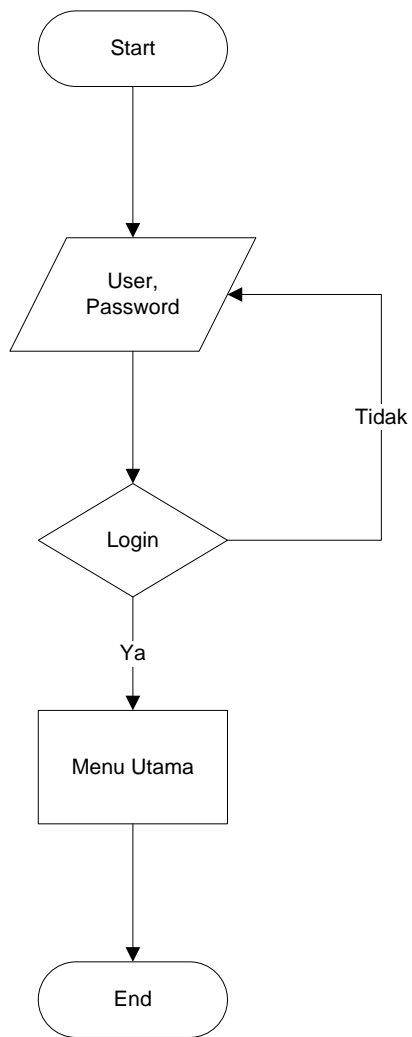 Start
User,
Password
Tidak
Login
Ya
Menu Utama
End